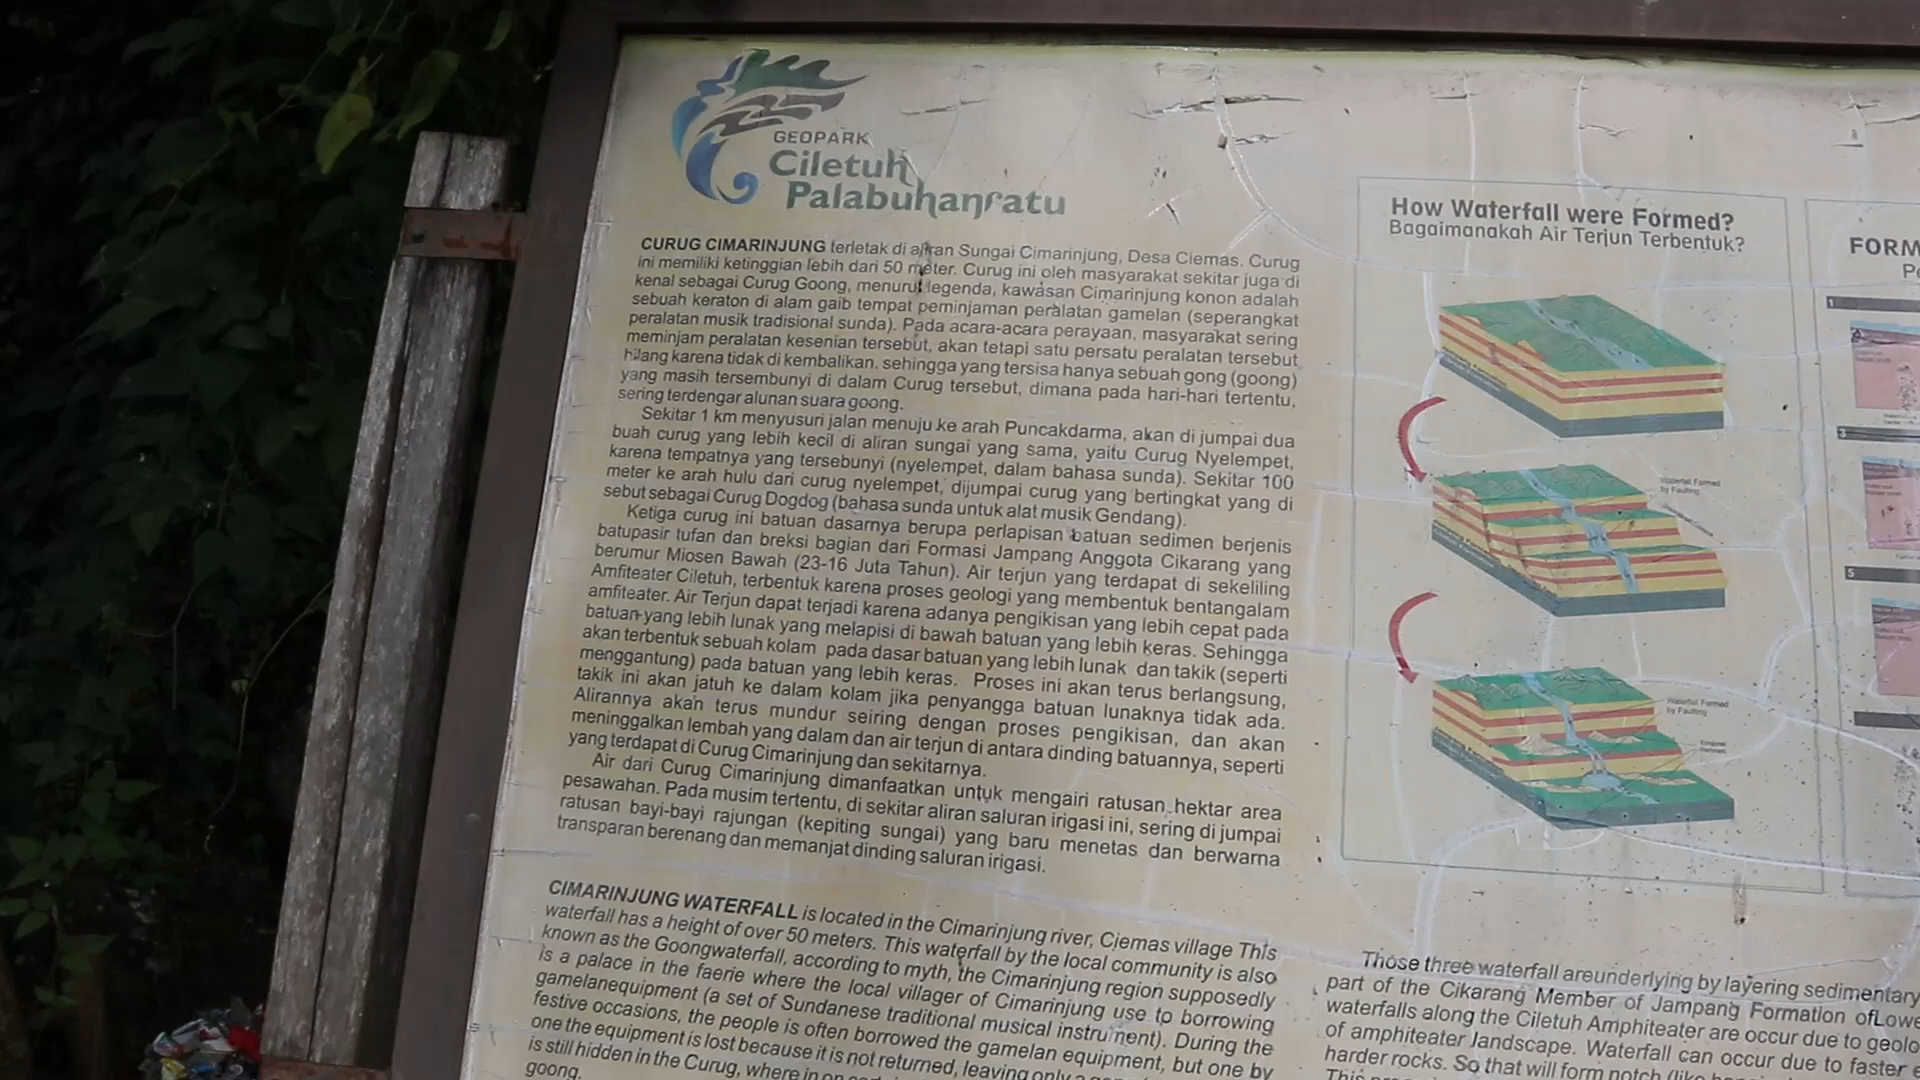 GEOPARK
Ciletuh
Palabuhanratu
CURUG CIMARINJUNG terletak di aliran Sungai Cimarinjung, Desa Ciemas. Curug
ini memiliki ketinggian lebih dari 50 meter. Curug ini oleh masyarakat sekitar juga di
kenal sebagai Curug Goong, menurut legenda, kawasan Cimarinjung konon adalah
sebuah keraton di alam gaib tempat peminjaman peralatan gamelan (seperangkat
peralatan musik tradisional sunda). Pada acara-acara perayaan, masyarakat sering
meminjam peralatan kesenian tersebut, akan tetapi satu persatu peralatan tersebut
hilang karena tidak di kembalikan. sehingga yang tersisa hanya sebuah gong (goong)
yang masih tersembunyi di dalam Curug tersebut, dimana pada hari-hari tertentu,
sering terdengar alunan suara goong.
Sekitar 1 km menyusuri jalan menuju ke arah Puncakdarma, akan di jumpai dua
buah curug yang lebih kecil di aliran sungai yang sama, yaitu Curug Nyelempet,
karena tempatnya yang tersebunyi (nyelempet, dalam bahasa sunda). Sekitar 100
meter ke arah hulu dari curug nyelempet, dijumpai curug yang bertingkat yang di
sebut sebagai Curug Dogdog (bahasa sunda untuk alat musik Gendang).
Ketiga curug ini batuan dasarnya berupa perlapisan batuan sedimen berjenis
batupasir tufan dan breksi bagian dari Formasi Jampang Anggota Cikarang yang
berumur Miosen Bawah (23-16 Juta Tahun). Air terjun yang terdapat di sekeliling
Amfiteater Ciletuh, terbentuk karena proses geologi yang membentuk bentangalam
amfiteater. Air Terjun dapat terjadi karena adanya pengikisan yang lebih cepat pada
batuan yang lebih lunak yang melapisi di bawah batuan yang lebih keras. Sehingga
akan terbentuk sebuah kolam pada dasar batuan yang lebih lunak dan takik (seperti
menggantung) pada batuan yang lebih keras. Proses ini akan terus berlangsung,
takik ini akan jatuh ke dalam kolam jika penyangga batuan lunaknya tidak ada.
Alirannya akan terus mundur seiring dengan proses pengikisan, dan akan
meninggalkan lembah yang dalam dan air terjun di antara dinding batuannya, seperti
yang terdapat di Curug Cimarinjung dan sekitarnya.
Air dari Curug Cimarinjung dimanfaatkan untuk mengairi ratusan hektar area
pesawahan. Pada musim tertentu, di sekitar aliran saluran irigasi ini, sering di jumpai
ratusan bayi-bayi rajungan (kepiting sungai) yang baru menetas dan berwarna
transparan berenang dan memanjat dinding saluran irigasi.
CIMARINJUNG WATERFALL is located in the Cimarinjung river, Ciemas village This
waterfall has a height of over 50 meters. This waterfall by the local community is also
known as the Goongwaterfall, according to myth, the Cimarinjung region supposedly
is a palace in the faerie where the local villager of Cimarinjung use to borrowing
gamelanequipment (a set of Sundanese traditional musical instrument). During the
festive occasions, the people is often borrowed the gamelan equipment, but one by
one the equipment is lost because it is not returned, leaving only a
is still hidden in the Curug, where in
goong.
How Waterfall were Formed?
Bagaimanakah Air Terjun Terbentuk?
Waterfall Formed
by Faulting
Waterfall Formed
by Faulting
FORM
Pe
1
3
5
Those three waterfall areunderlying by layering sedimentary
part of the Cikarang Member of Jampang Formation ofLowe
waterfalls along the Ciletuh Amphiteater are occur due to geolo
of amphiteater landscape. Waterfall can occur due to faster e
harder rocks. So that will form notch (like